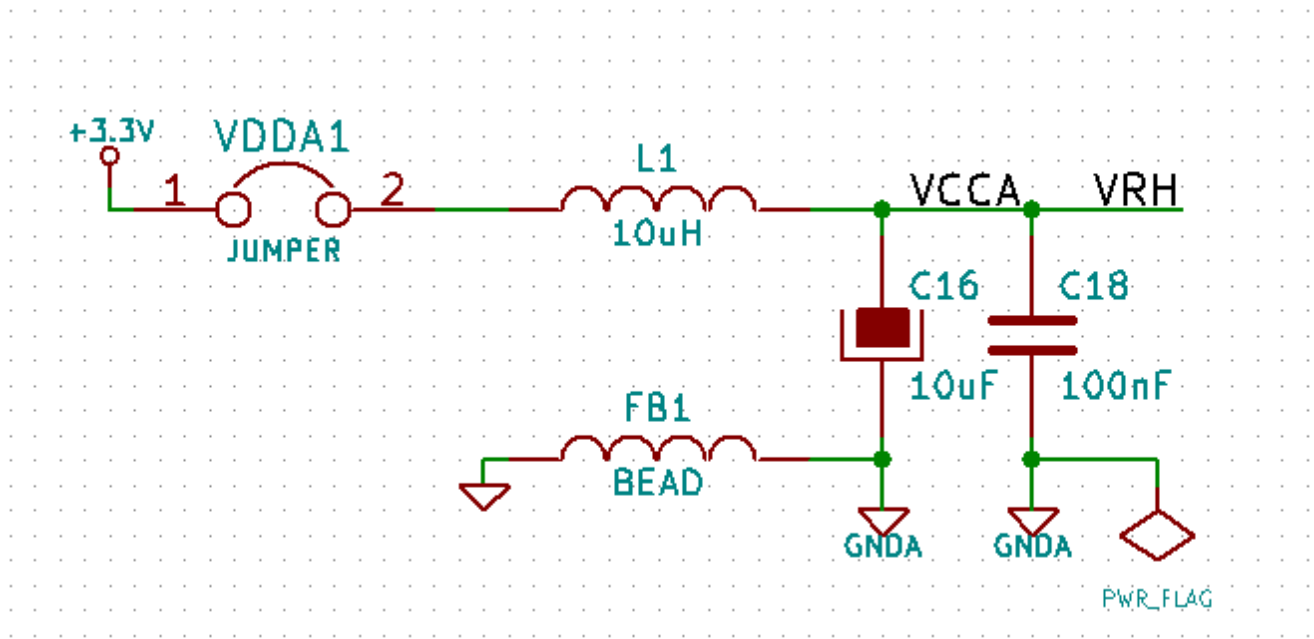 +3.3V
VDDA1
1
2
JUMPER
L1
10uH
VCCA
VRH
C16
10uF
C18
100nF
FB1
BEAD
GNDA
GNDA
PWR_FLAG